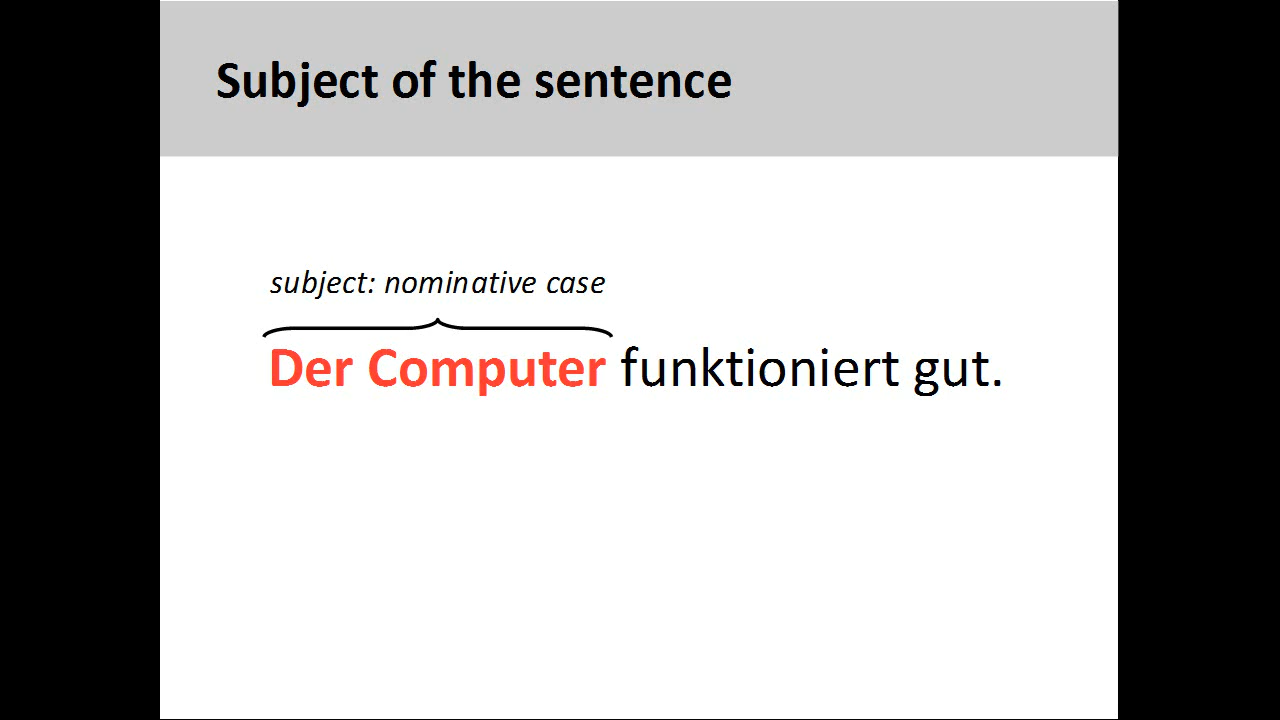 Subject of the sentence
subject: nominative case
Der Computer funktioniert gut.